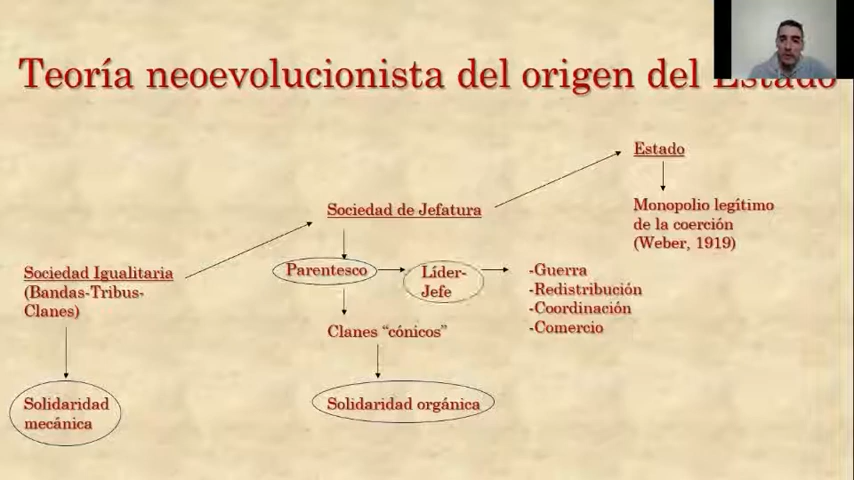 Teoría neoevolucionista del origen del Estado
Estado
Monopolio legítimo
de la coerción
(Weber, 1919)
Sociedad de Jefatura
Parentesco
Líder-
Jefe
-Guerra
-Redistribución
-Coordinación
-Comercio
Clanes “cónicos”
Solidaridad orgánica
Sociedad Igualitaria
(Bandas-Tribus-
Clanes)
Solidaridad
mecánica